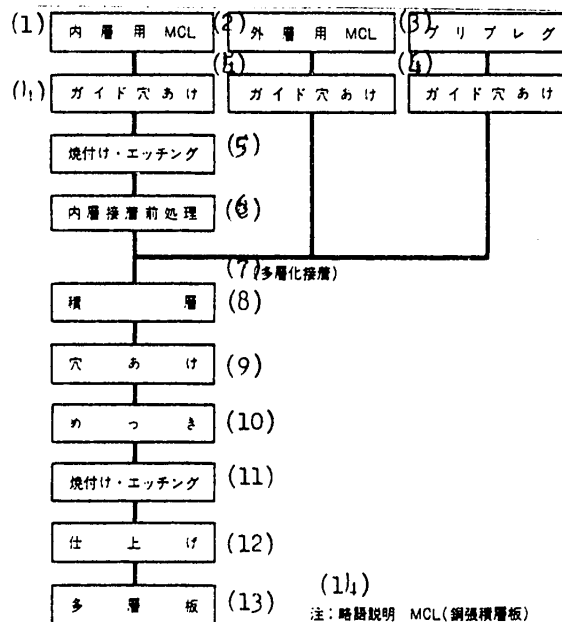 (1) 内層用MCL (2) 外層用MCL (3) プリプレグ
(4) ガイド穴あけ (4) ガイド穴あけ (4) ガイド穴あけ
焼付け・エッチング (5)
内層接着前処理 (6)
(7) (多層化接着)
積層 (8)
穴あけ (9)
めっき (10)
焼付け・エッチング (11)
仕上げ (12)
多層板 (13)
(14)
注:略語説明 MCL(銅張積層板)